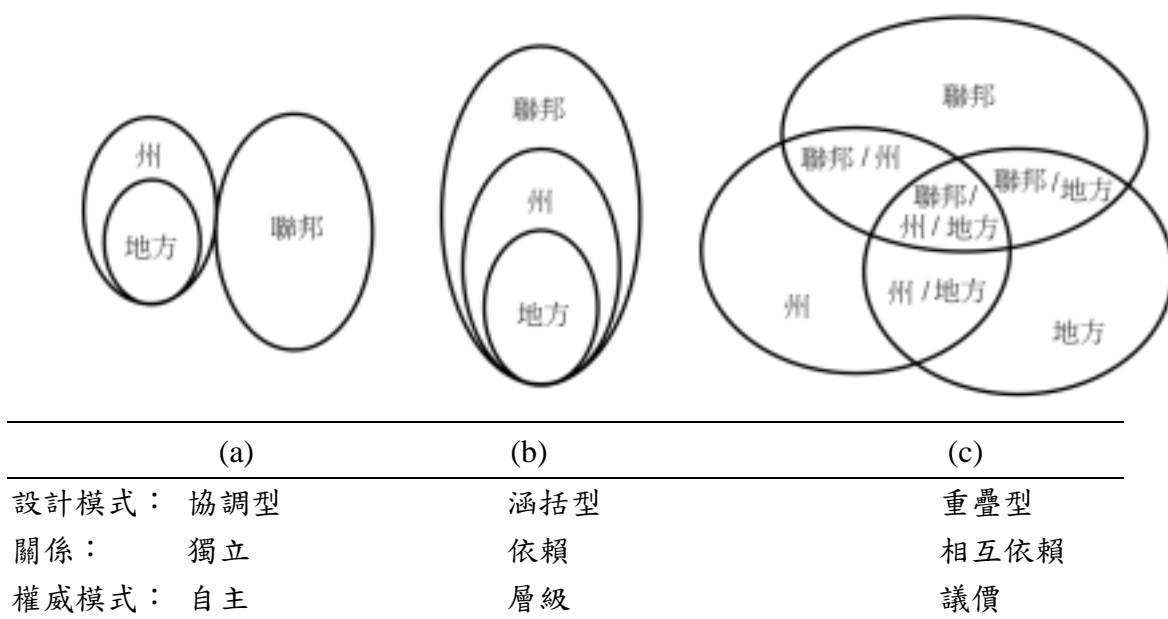 州
地方
聯邦
聯邦
州
地方
聯邦
聯邦/州
聯邦/
州/地方
聯邦/地方
州
州/地方
地方
(a) (b) (c)
設計模式： 協調型 涵括型 重疊型
關係： 獨立 依賴 相互依賴
權威模式： 自主 層級 議價